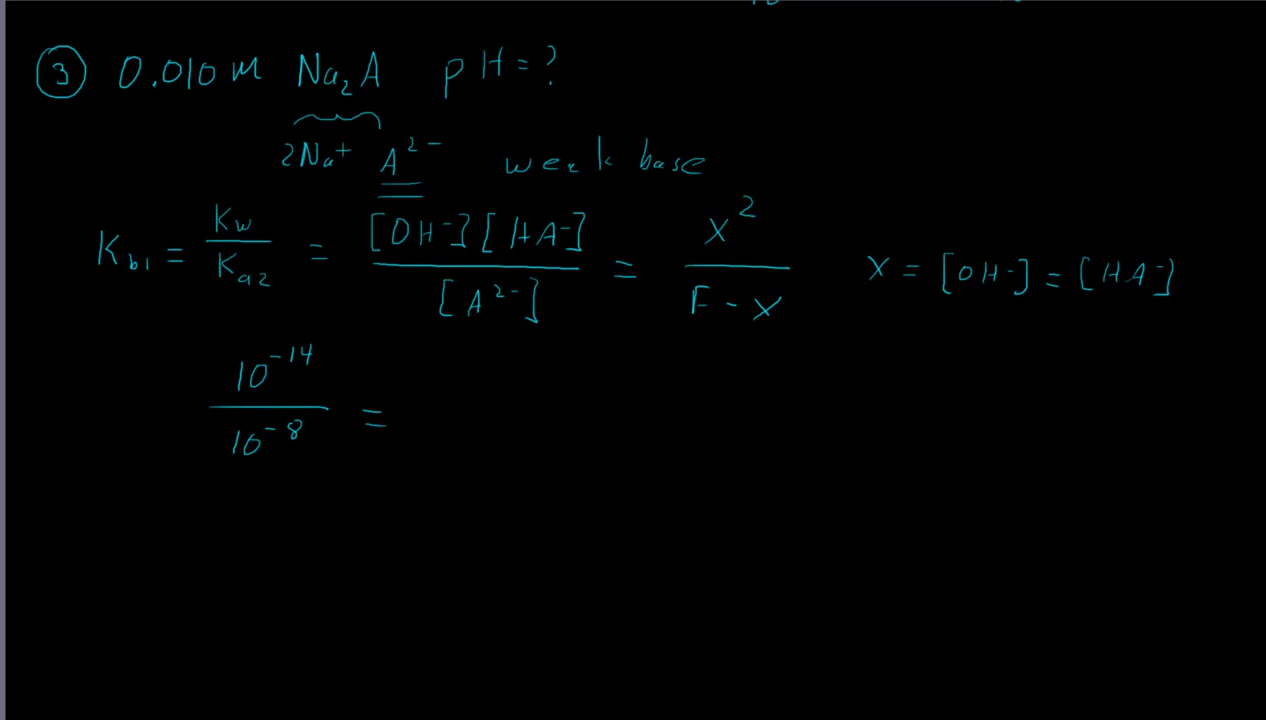 ③ 0.010 M Na₂A pH = ?
2Na⁺ A²⁻ weak base
K_b1 = Kw / K_a2 = [OH⁻][HA⁻] / [A²⁻] = x² / (F - x) x = [OH⁻] = [HA⁻]
10⁻¹⁴ / 10⁻⁸ =